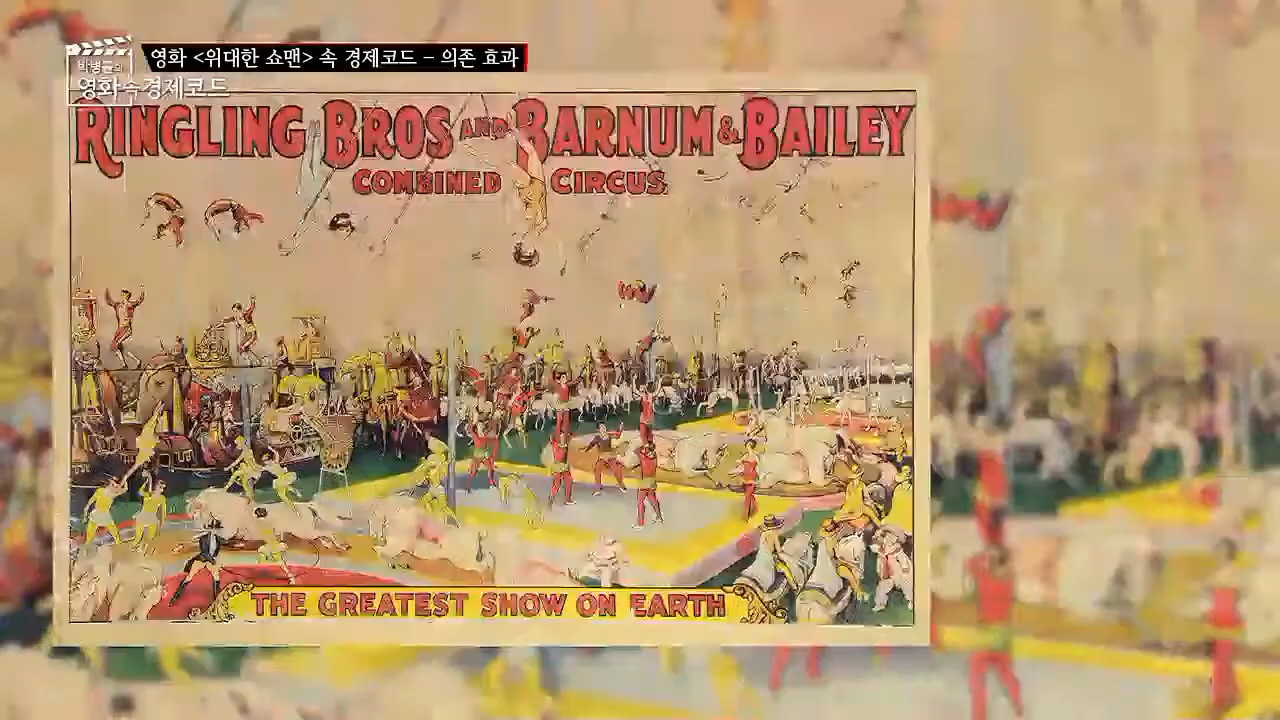 영화 <위대한 쇼맨> 속 경제코드 – 의존 효과
영화 속 경제코드
RINGLING BROS AND BARNUM & BAILEY
COMBINED CIRCUS
THE GREATEST SHOW ON EARTH